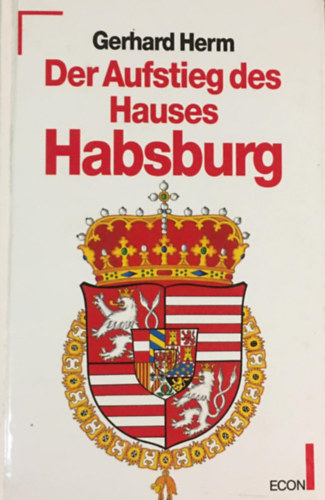 Gerhard Herm
Der Aufstieg des
Hauses
Habsburg
ECON